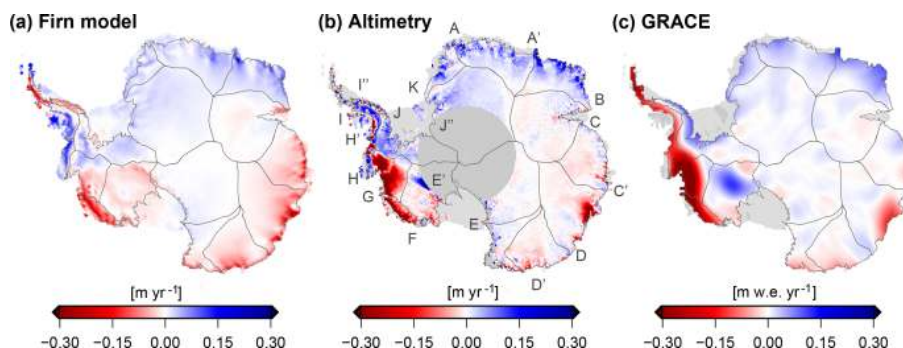 (a) Firn model
(b) Altimetry
(c) GRACE
A
A'
I''
K
J
B
I
C
J''
H'
H
E'
G
C'
E
F
D
D'
[m yr⁻¹]
[m yr⁻¹]
[m w.e. yr⁻¹]
−0.30 −0.15 0.00 0.15 0.30
−0.30 −0.15 0.00 0.15 0.30
−0.30 −0.15 0.00 0.15 0.30